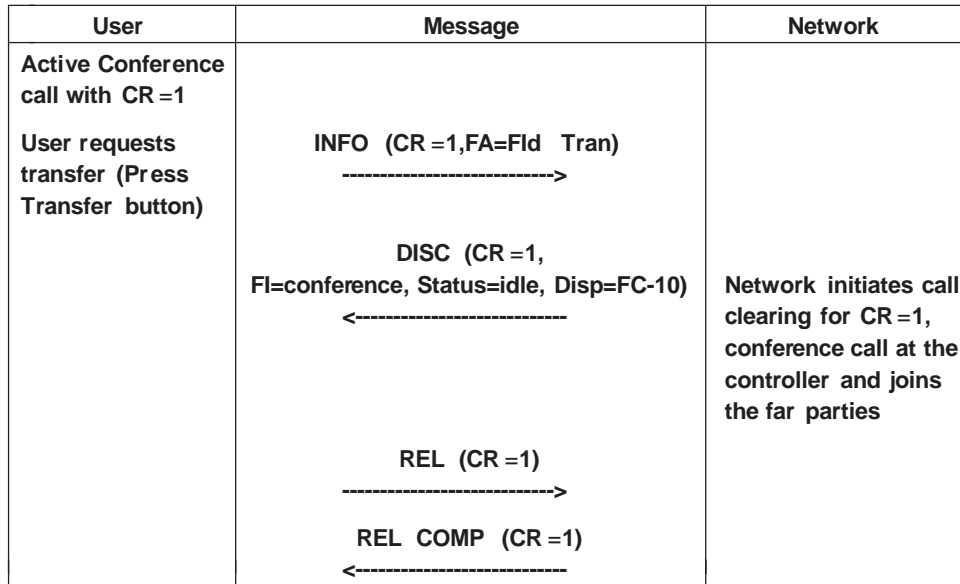 User Message Network
Active Conference
call with CR =1
User requests
transfer (Press
Transfer button)
INFO (CR =1,FA=Fld Tran)
---------------------------->
DISC (CR =1,
FI=conference, Status=idle, Disp=FC-10)
<----------------------------
Network initiates call
clearing for CR =1,
conference call at the
controller and joins
the far parties
REL (CR =1)
---------------------------->
REL COMP (CR =1)
<----------------------------